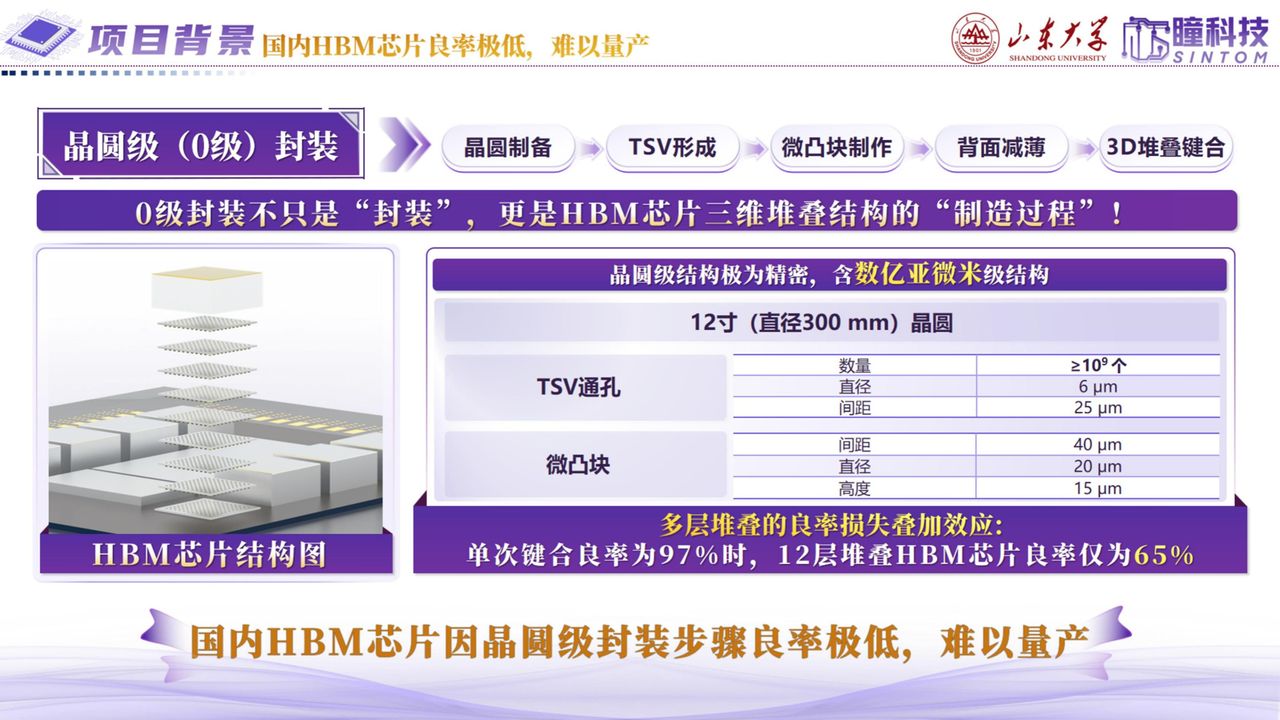 项目背景
国内HBM芯片良率极低，难以量产
山东大学
SHANDONG UNIVERSITY
瞳科技
SINTOM
晶圆级（0级）封装
晶圆制备
TSV形成
微凸块制作
背面减薄
3D堆叠键合
0级封装不只是“封装”，更是HBM芯片三维堆叠结构的“制造过程”！
HBM芯片结构图
晶圆级结构极为精密，含数亿亚微米级结构
12寸（直径300 mm）晶圆
TSV通孔
数量 ≥10⁹ 个
直径 6 μm
间距 25 μm
微凸块
间距 40 μm
直径 20 μm
高度 15 μm
多层堆叠的良率损失叠加效应：
单次键合良率为97%时，12层堆叠HBM芯片良率仅为65%
国内HBM芯片因晶圆级封装步骤良率极低，难以量产